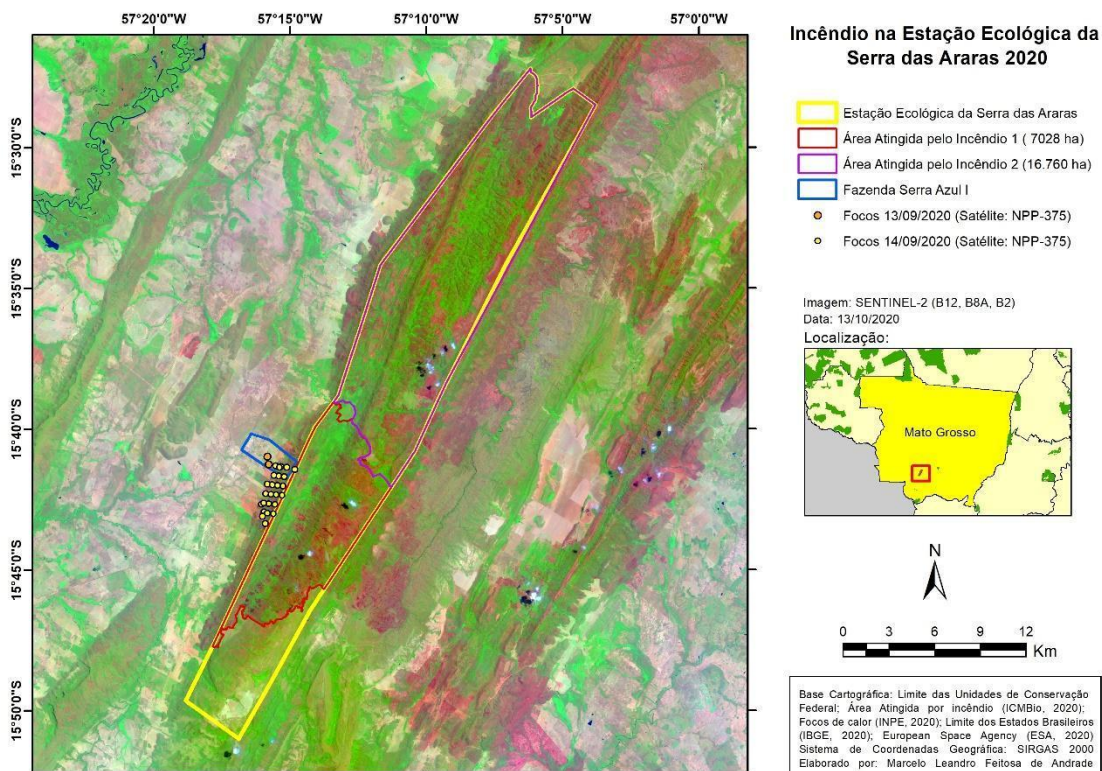 57°20'0"W
57°15'0"W
57°10'0"W
57°5'0"W
57°0'0"W
15°30'0"S
15°35'0"S
15°40'0"S
15°45'0"S
15°50'0"S
Incêndio na Estação Ecológica da
Serra das Araras 2020
Estação Ecológica da Serra das Araras
Área Atingida pelo Incêndio 1 ( 7028 ha)
Área Atingida pelo Incêndio 2 (16.760 ha)
Fazenda Serra Azul I
Focos 13/09/2020 (Satélite: NPP-375)
Focos 14/09/2020 (Satélite: NPP-375)
Imagem: SENTINEL-2 (B12, B8A, B2)
Data: 13/10/2020
Localização:
Mato Grosso
N
0 3 6 9 12
Km
Base Cartográfica: Limite das Unidades de Conservação
Federal; Área Atingida por incêndio (ICMBio, 2020);
Focos de calor (INPE, 2020); Limite dos Estados Brasileiros
(IBGE, 2020); European Space Agency (ESA, 2020)
Sistema de Coordenadas Geográfica: SIRGAS 2000
Elaborado por: Marcelo Leandro Feitosa de Andrade